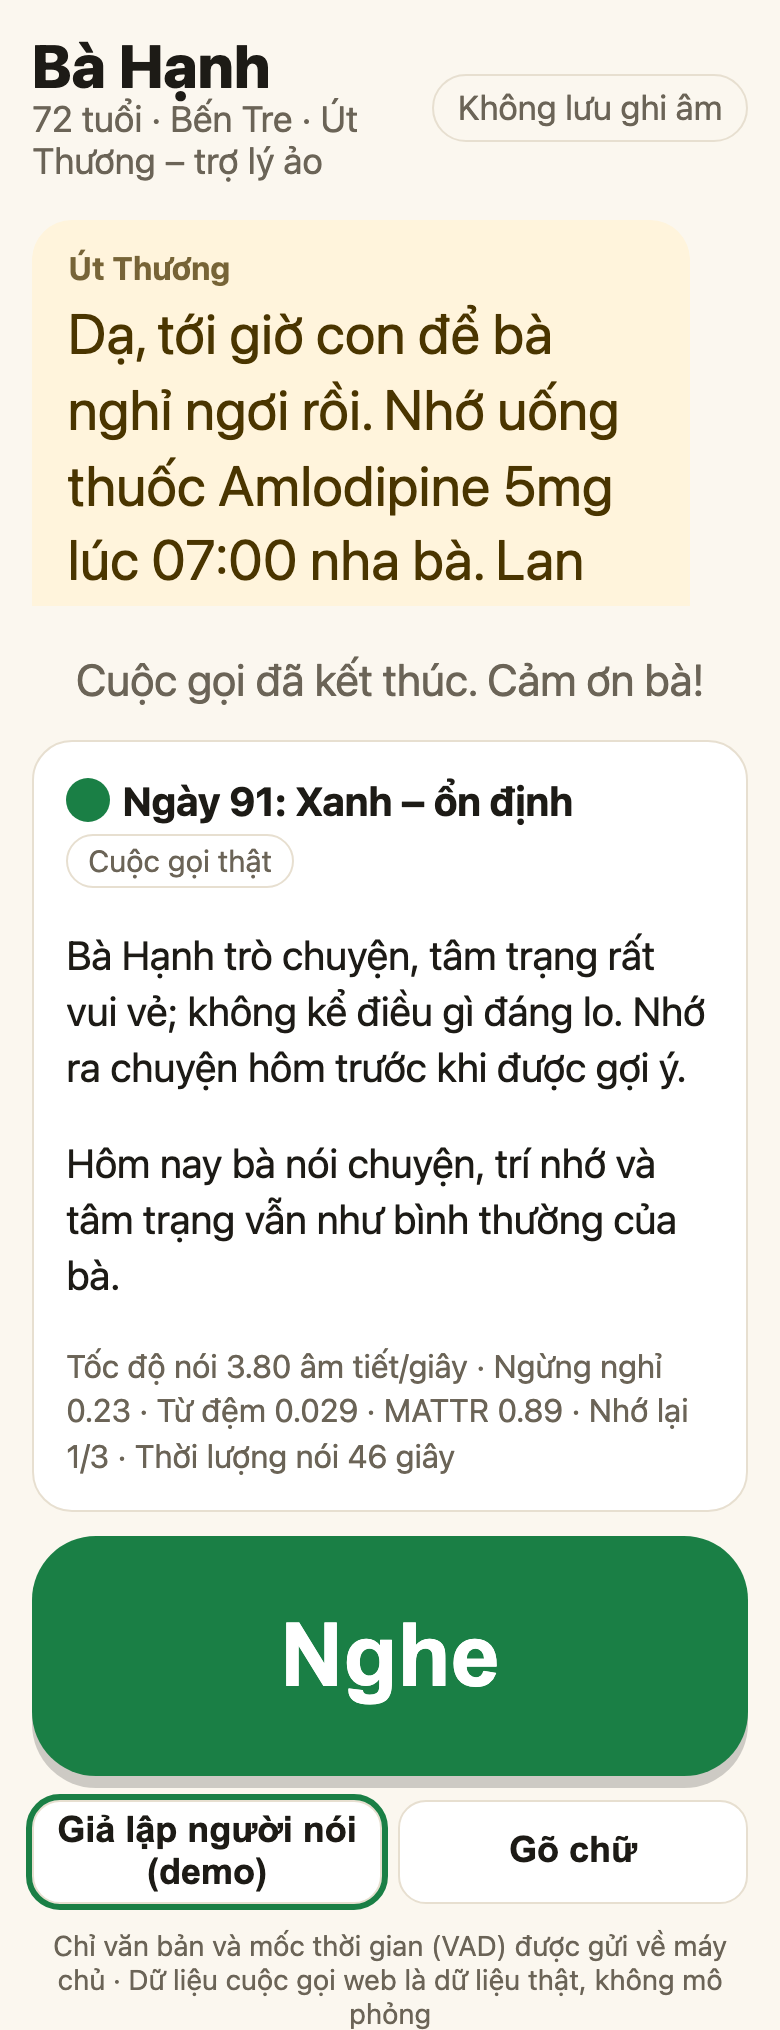 Bà Hạnh
72 tuổi · Bến Tre · Út
Thương – trợ lý ảo
Không lưu ghi âm
Út Thương
Dạ, tới giờ con để bà
nghỉ ngơi rồi. Nhớ uống
thuốc Amlodipine 5mg
lúc 07:00 nha bà. Lan
Cuộc gọi đã kết thúc. Cảm ơn bà!
Ngày 91: Xanh – ổn định
Cuộc gọi thật
Bà Hạnh trò chuyện, tâm trạng rất
vui vẻ; không kể điều gì đáng lo. Nhớ
ra chuyện hôm trước khi được gợi ý.
Hôm nay bà nói chuyện, trí nhớ và
tâm trạng vẫn như bình thường của
bà.
Tốc độ nói 3.80 âm tiết/giây · Ngừng nghỉ
0.23 · Từ đệm 0.029 · MATTR 0.89 · Nhớ lại
1/3 · Thời lượng nói 46 giây
Nghe
Giả lập người nói
(demo)
Gõ chữ
Chỉ văn bản và mốc thời gian (VAD) được gửi về máy
chủ · Dữ liệu cuộc gọi web là dữ liệu thật, không mô
phỏng